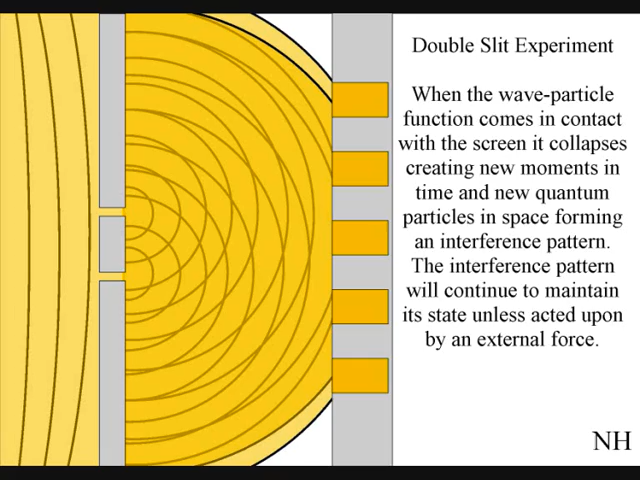 Double Slit Experiment
When the wave-particle
function comes in contact
with the screen it collapses
creating new moments in
time and new quantum
particles in space forming
an interference pattern.
The interference pattern
will continue to maintain
its state unless acted upon
by an external force.
NH